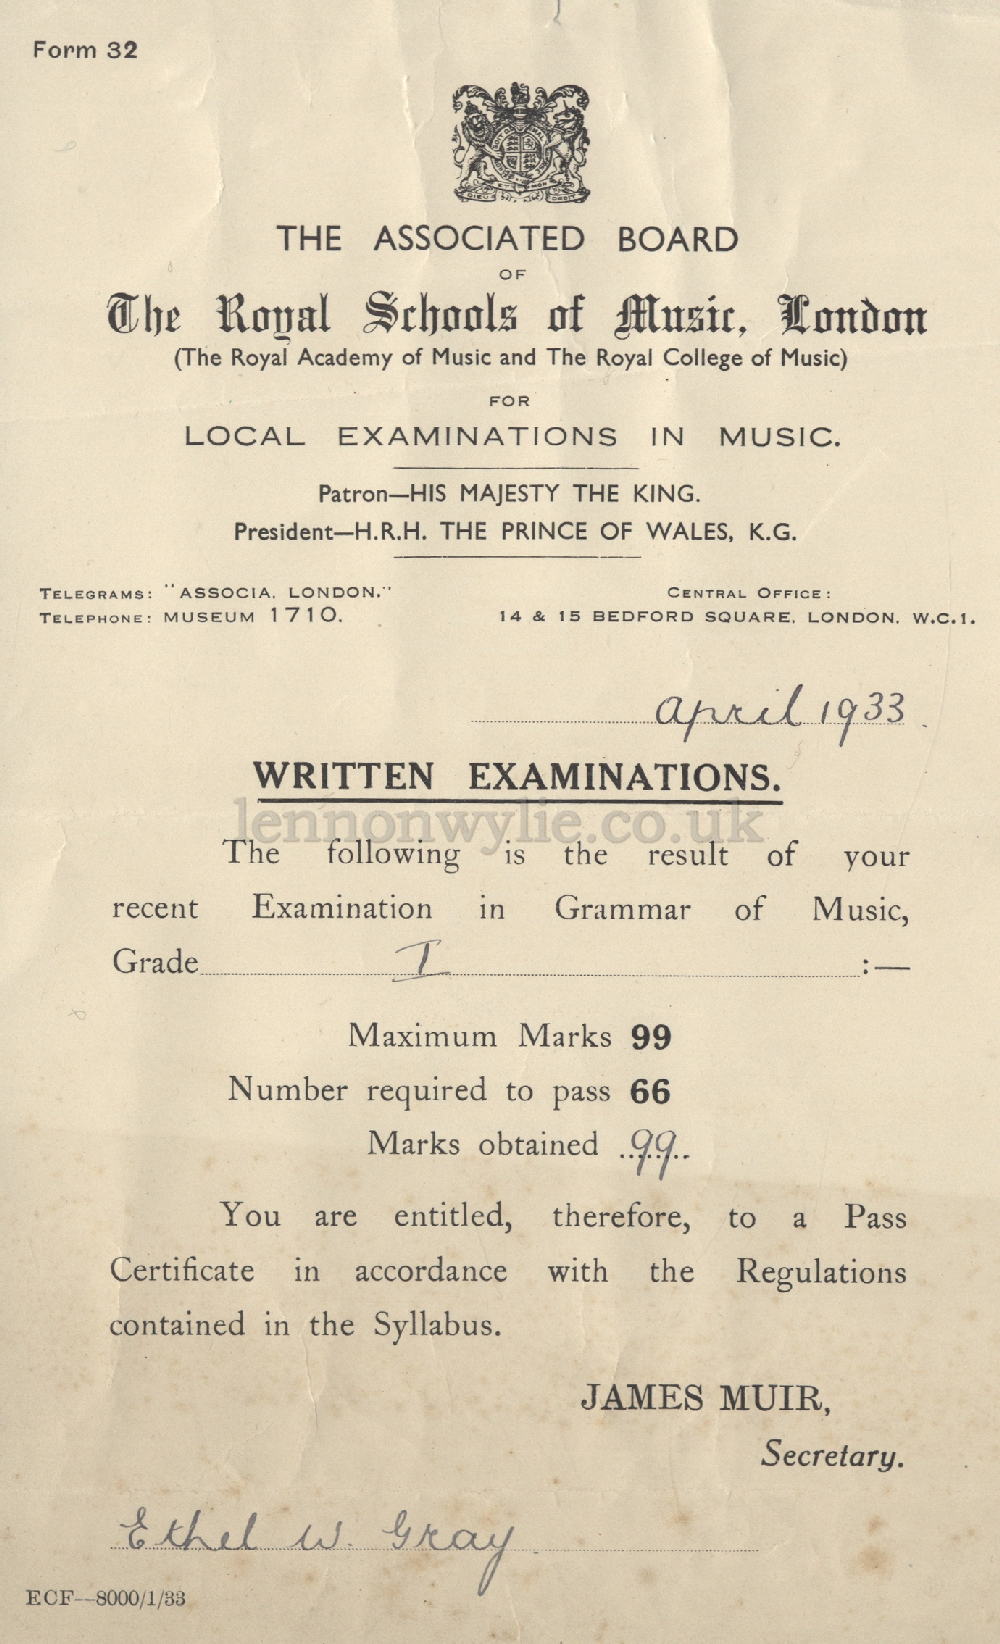 Form 32
THE ASSOCIATED BOARD
OF
The Royal Schools of Music, London
(The Royal Academy of Music and The Royal College of Music)
FOR
LOCAL EXAMINATIONS IN MUSIC.
Patron—HIS MAJESTY THE KING.
President—H.R.H. THE PRINCE OF WALES, K.G.
TELEGRAMS: "ASSOCIA. LONDON."
TELEPHONE: MUSEUM 1710.
CENTRAL OFFICE:
14 & 15 BEDFORD SQUARE, LONDON. W.C.1.
April 1933.
WRITTEN EXAMINATIONS.
lennonwylie.co.uk
The following is the result of your
recent Examination in Grammar of Music,
Grade I :—
Maximum Marks 99
Number required to pass 66
Marks obtained 99
You are entitled, therefore, to a Pass
Certificate in accordance with the Regulations
contained in the Syllabus.
JAMES MUIR,
Secretary.
Ethel W. Gray
ECF—8000/1/33